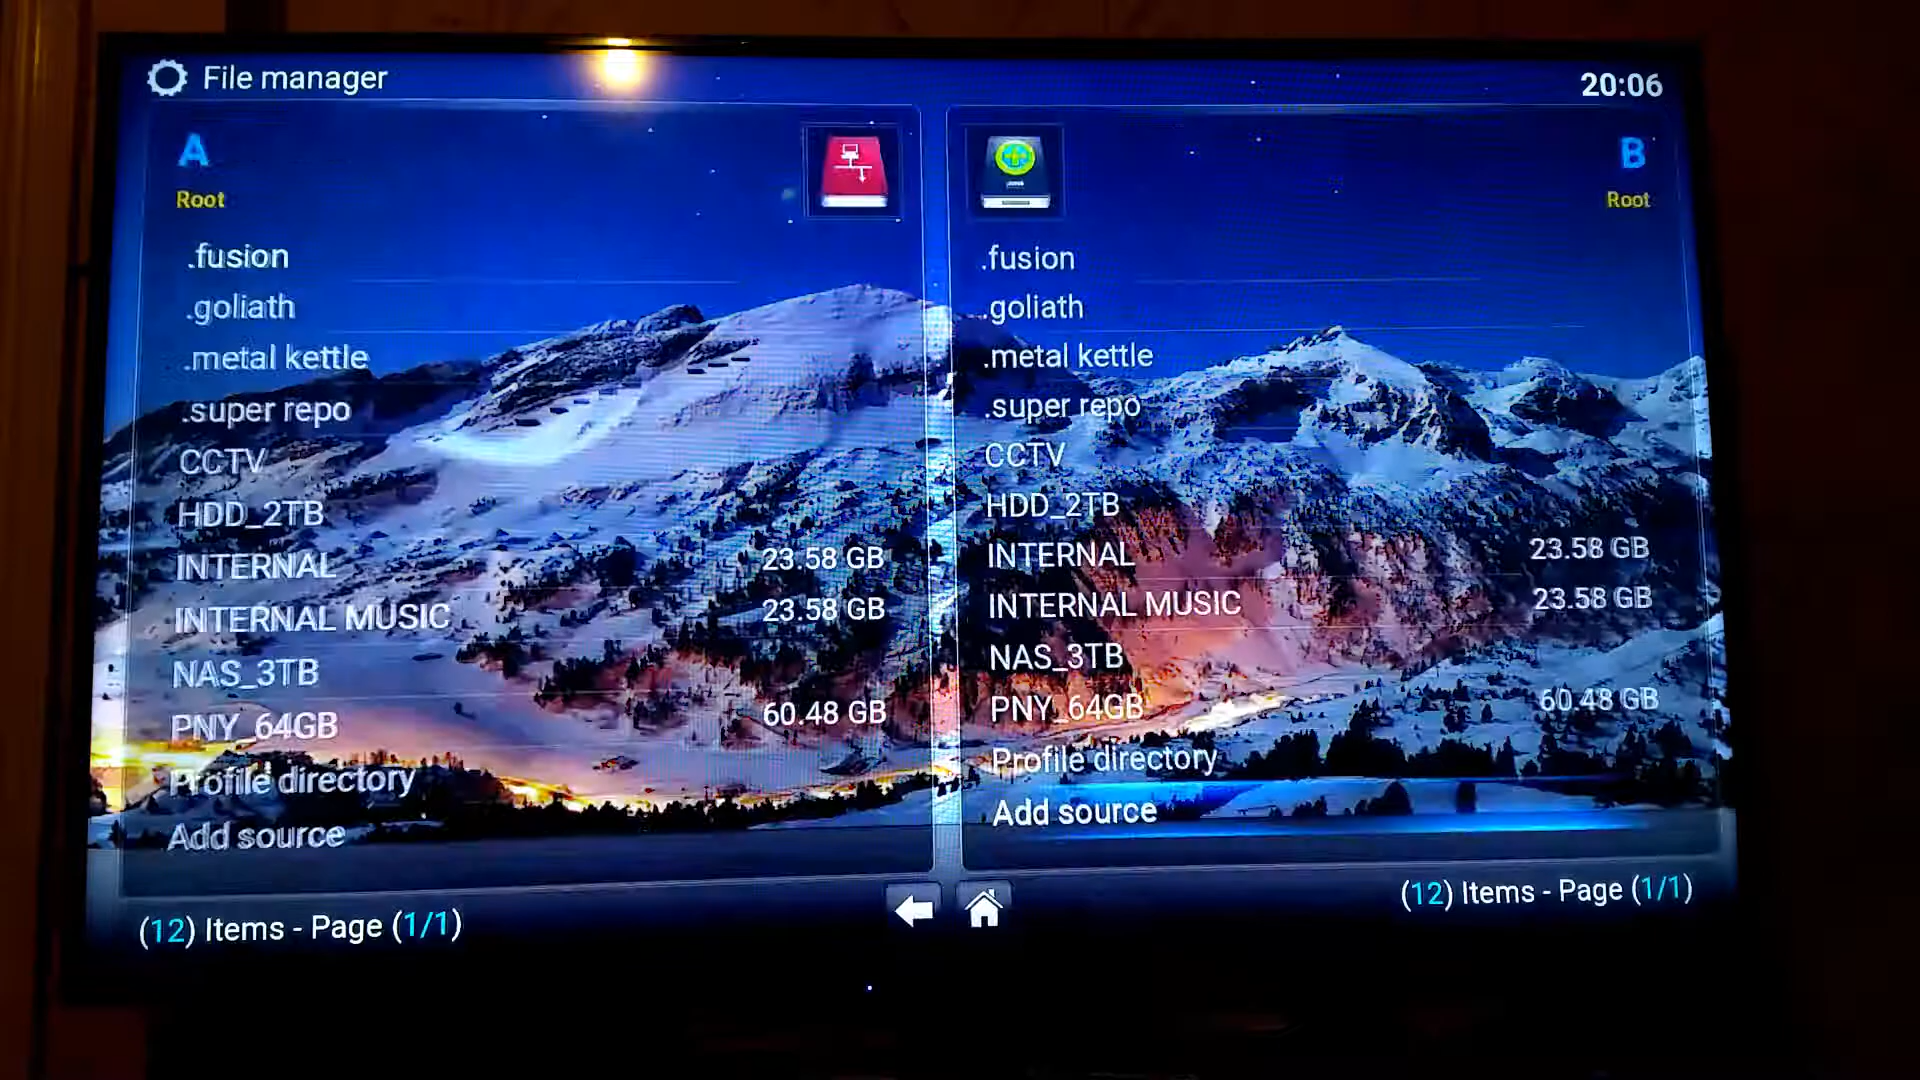 File manager
20:06
A
Root
.fusion
.goliath
.metal kettle
.super repo
CCTV
HDD_2TB
INTERNAL 23.58 GB
INTERNAL MUSIC 23.58 GB
NAS_3TB
PNY_64GB 60.48 GB
Profile directory
Add source
(12) Items - Page (1/1)
B
Root
.fusion
.goliath
.metal kettle
.super repo
CCTV
HDD_2TB
INTERNAL 23.58 GB
INTERNAL MUSIC 23.58 GB
NAS_3TB
PNY_64GB 60.48 GB
Profile directory
Add source
(12) Items - Page (1/1)